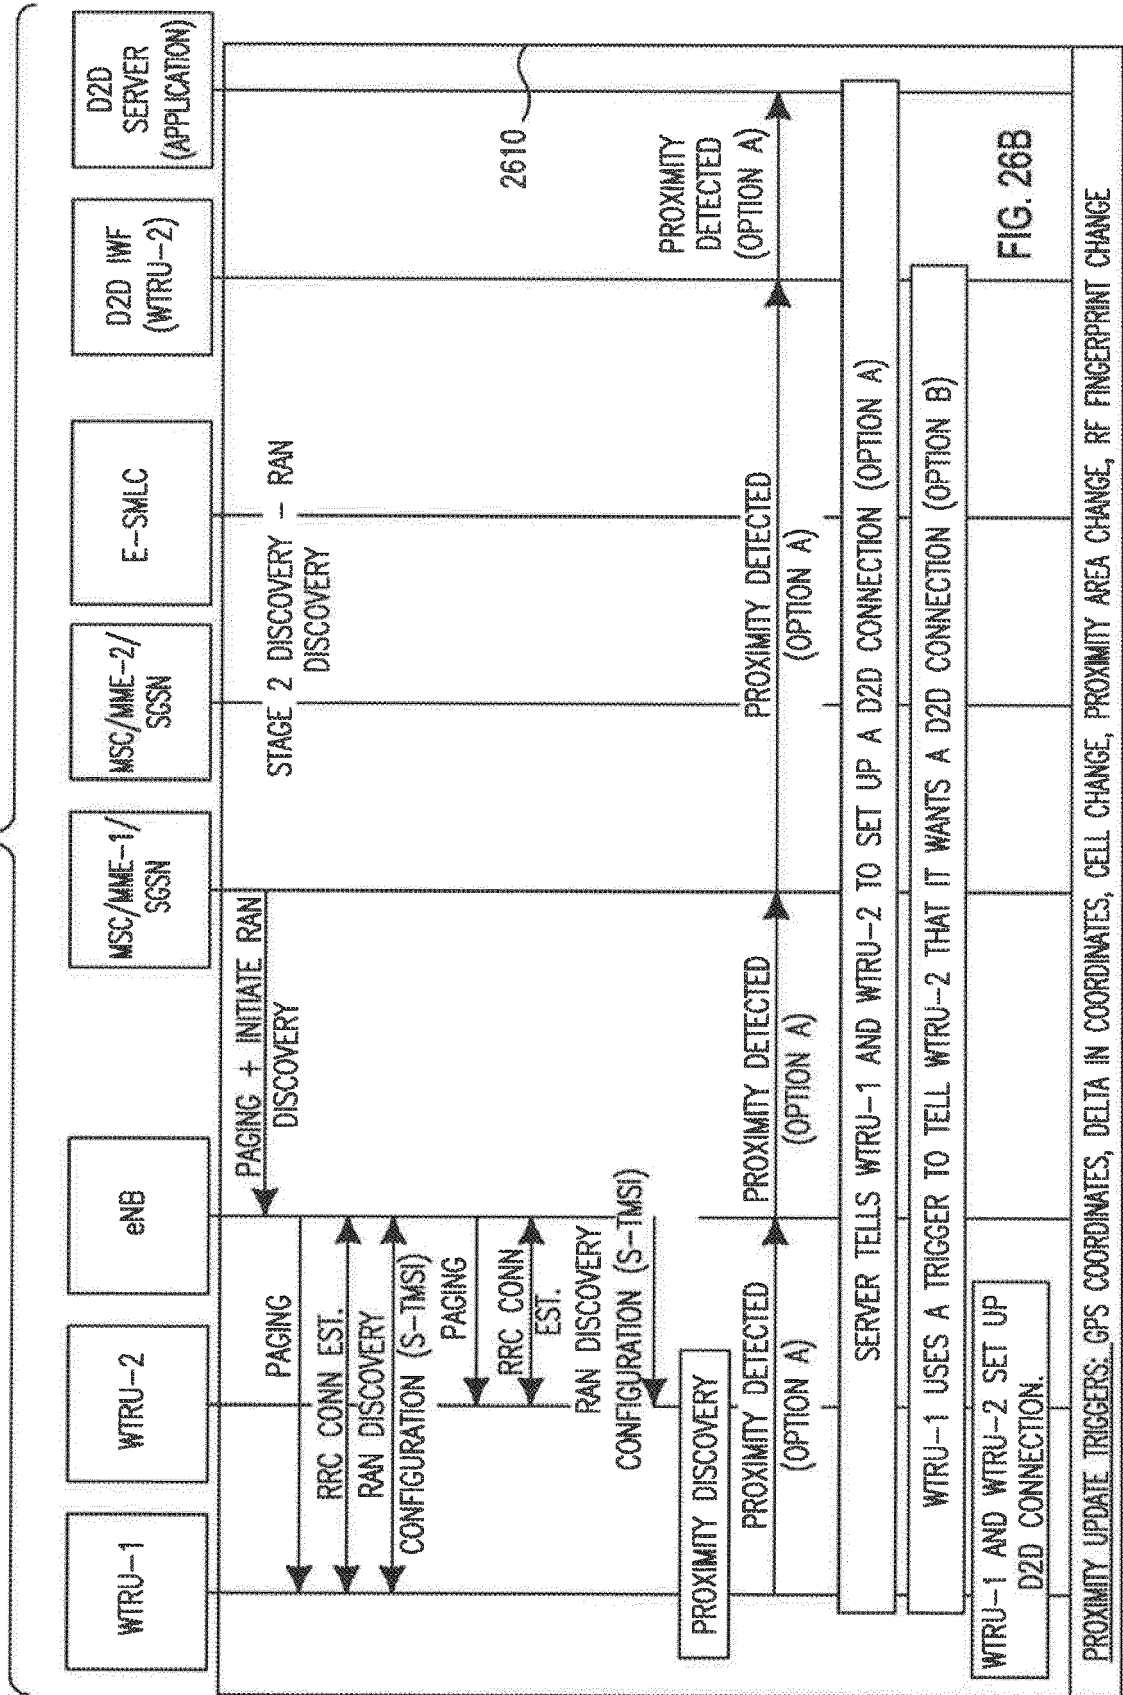 WTRU-1
WTRU-2
eNB
MSC/MME-1/
SGSN
MSC/MME-2/
SGSN
E-SMLC
D2D IWF
(WTRU-2)
D2D
SERVER
(APPLICATION)
STAGE 2 DISCOVERY - RAN
DISCOVERY
PAGING + INITIATE RAN
DISCOVERY
PAGING
RRC CONN EST.
RAN DISCOVERY
CONFIGURATION (S-TMSI)
PAGING
RRC CONN
EST.
RAN DISCOVERY
CONFIGURATION (S-TMSI)
2610
PROXIMITY DISCOVERY
PROXIMITY DETECTED
(OPTION A)
PROXIMITY DETECTED
(OPTION A)
PROXIMITY DETECTED
(OPTION A)
PROXIMITY
DETECTED
(OPTION A)
SERVER TELLS WTRU-1 AND WTRU-2 TO SET UP A D2D CONNECTION (OPTION A)
WTRU-1 USES A TRIGGER TO TELL WTRU-2 THAT IT WANTS A D2D CONNECTION (OPTION B)
WTRU-1 AND WTRU-2 SET UP
D2D CONNECTION.
FIG. 26B
PROXIMITY UPDATE TRIGGERS: GPS COORDINATES, DELTA IN COORDINATES, CELL CHANGE, PROXIMITY AREA CHANGE, RF FINGERPRINT CHANGE